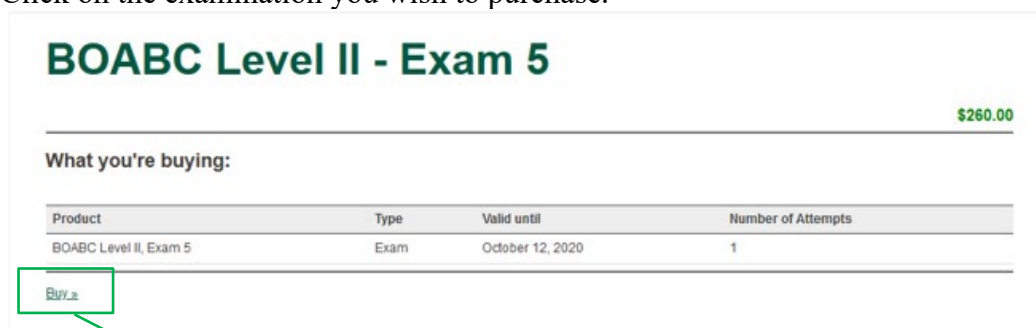 Click on the examination you wish to purchase.
BOABC Level II - Exam 5
$260.00
What you're buying:
Product Type Valid until Number of Attempts
BOABC Level II, Exam 5 Exam October 12, 2020 1
Buy »